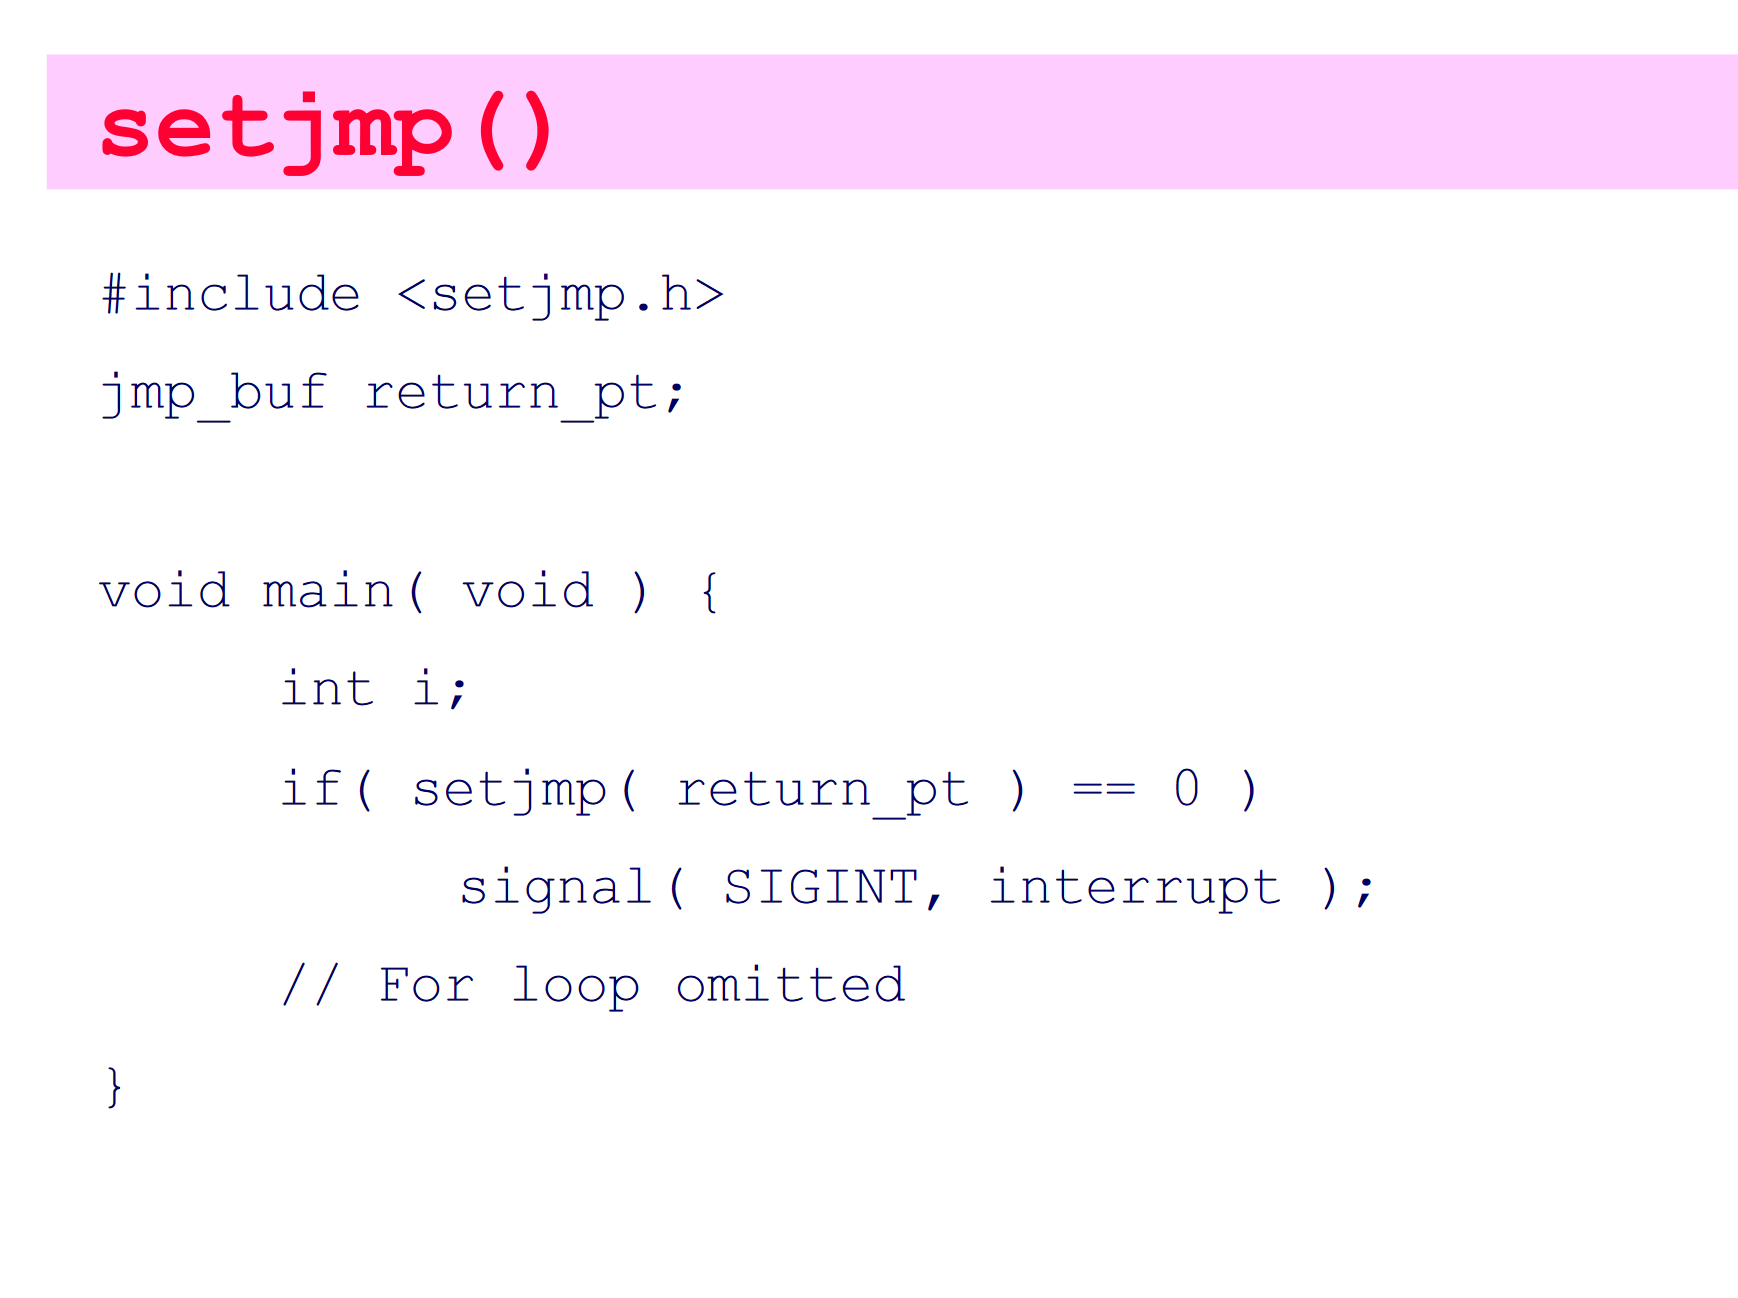 setjmp()
#include <setjmp.h>
jmp_buf return_pt;
void main( void ) {
int i;
if( setjmp( return_pt ) == 0 )
signal( SIGINT, interrupt );
// For loop omitted
}